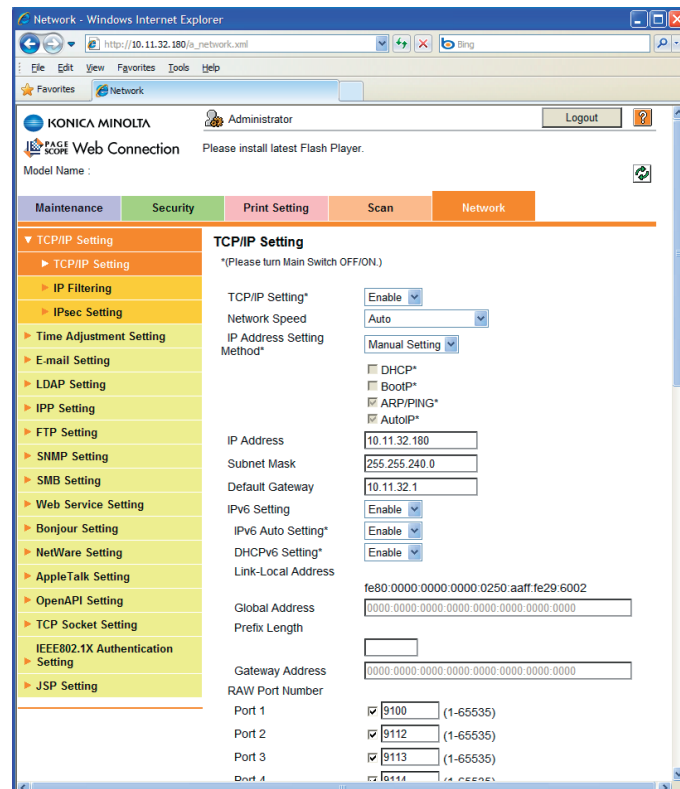 Network - Windows Internet Explorer
http://10.11.32.180/a_network.xml
Bing
File Edit View Favorites Tools Help
Favorites Network
KONICA MINOLTA
Administrator
Logout
?
PAGE SCOPE Web Connection
Please install latest Flash Player.
Model Name :
Maintenance Security Print Setting Scan Network
TCP/IP Setting
TCP/IP Setting
IP Filtering
IPsec Setting
Time Adjustment Setting
E-mail Setting
LDAP Setting
IPP Setting
FTP Setting
SNMP Setting
SMB Setting
Web Service Setting
Bonjour Setting
NetWare Setting
AppleTalk Setting
OpenAPI Setting
TCP Socket Setting
IEEE802.1X Authentication
Setting
JSP Setting
TCP/IP Setting
*(Please turn Main Switch OFF/ON.)
TCP/IP Setting* Enable
Network Speed Auto
IP Address Setting
Method* Manual Setting
DHCP*
BootP*
ARP/PING*
AutoIP*
IP Address 10.11.32.180
Subnet Mask 255.255.240.0
Default Gateway 10.11.32.1
IPv6 Setting Enable
IPv6 Auto Setting* Enable
DHCPv6 Setting* Enable
Link-Local Address
fe80:0000:0000:0000:0250:aaff:fe29:6002
Global Address 0000:0000:0000:0000:0000:0000:0000:0000
Prefix Length
Gateway Address 0000:0000:0000:0000:0000:0000:0000:0000
RAW Port Number
Port 1 9100 (1-65535)
Port 2 9112 (1-65535)
Port 3 9113 (1-65535)
Port 4 9114 (1-65535)